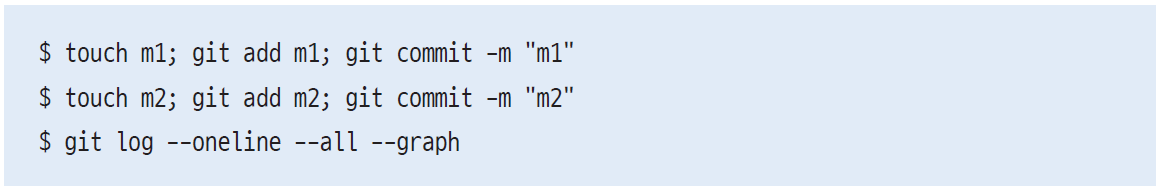 $ touch m1; git add m1; git commit -m "m1"
$ touch m2; git add m2; git commit -m "m2"
$ git log --oneline --all --graph